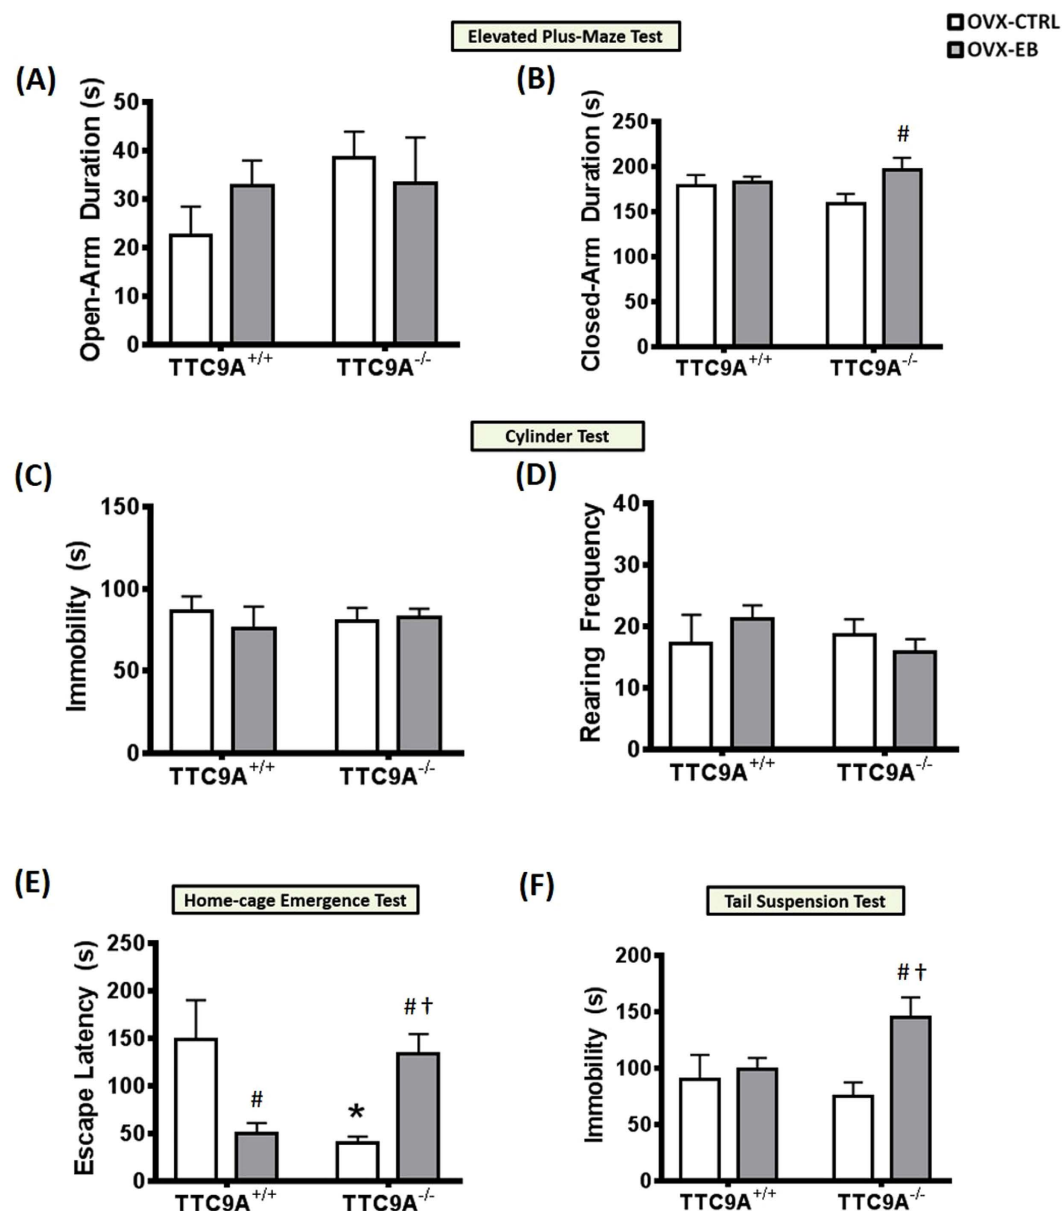 Elevated Plus-Maze Test
OVX-CTRL
OVX-EB
(A)
Open-Arm Duration (s)
50
40
30
20
10
0
TTC9A+/+
TTC9A-/-
(B)
Closed-Arm Duration (s)
250
200
150
100
50
0
#
TTC9A+/+
TTC9A-/-
Cylinder Test
(C)
Immobility (s)
150
100
50
0
TTC9A+/+
TTC9A-/-
(D)
Rearing Frequency
40
30
20
10
0
TTC9A+/+
TTC9A-/-
(E)
Home-cage Emergence Test
Escape Latency (s)
250
200
150
100
50
0
#
*
# †
TTC9A+/+
TTC9A-/-
(F)
Tail Suspension Test
Immobility (s)
200
150
100
50
0
# †
TTC9A+/+
TTC9A-/-